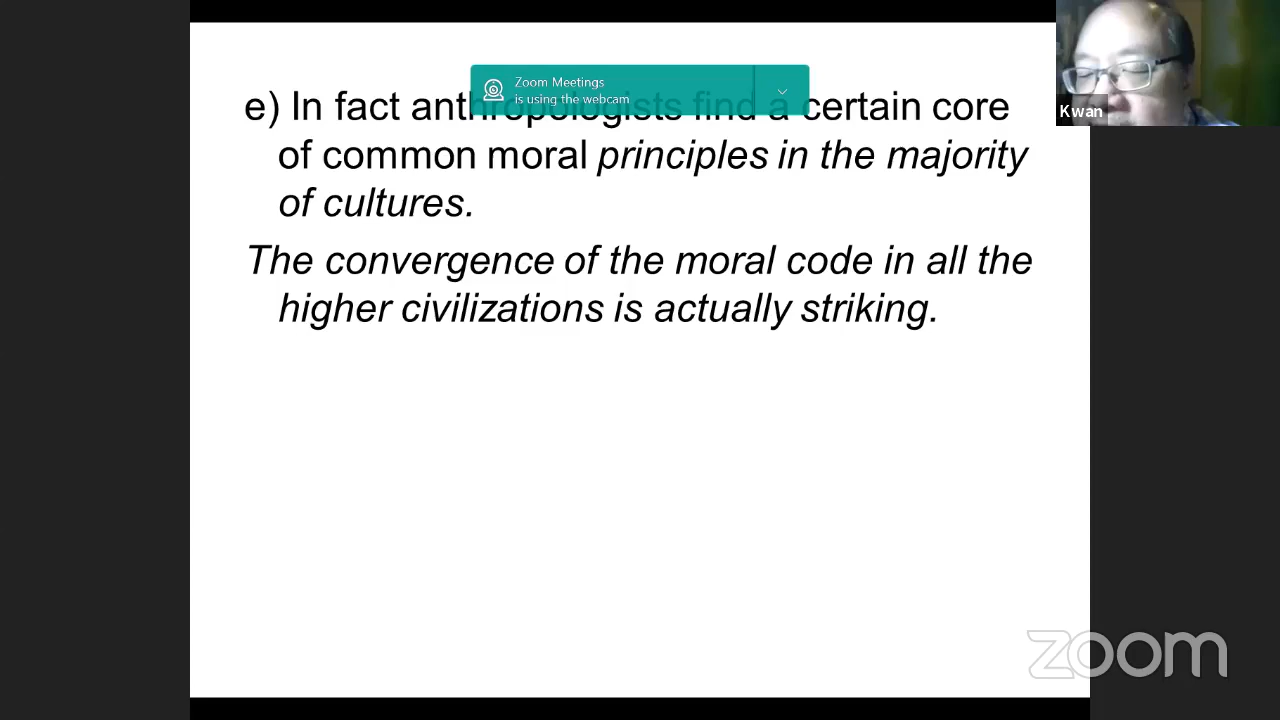 Zoom Meetings
is using the webcam
e) In fact anthropologists find a certain core
of common moral principles in the majority
of cultures.
The convergence of the moral code in all the
higher civilizations is actually striking.
Kwan
zoom